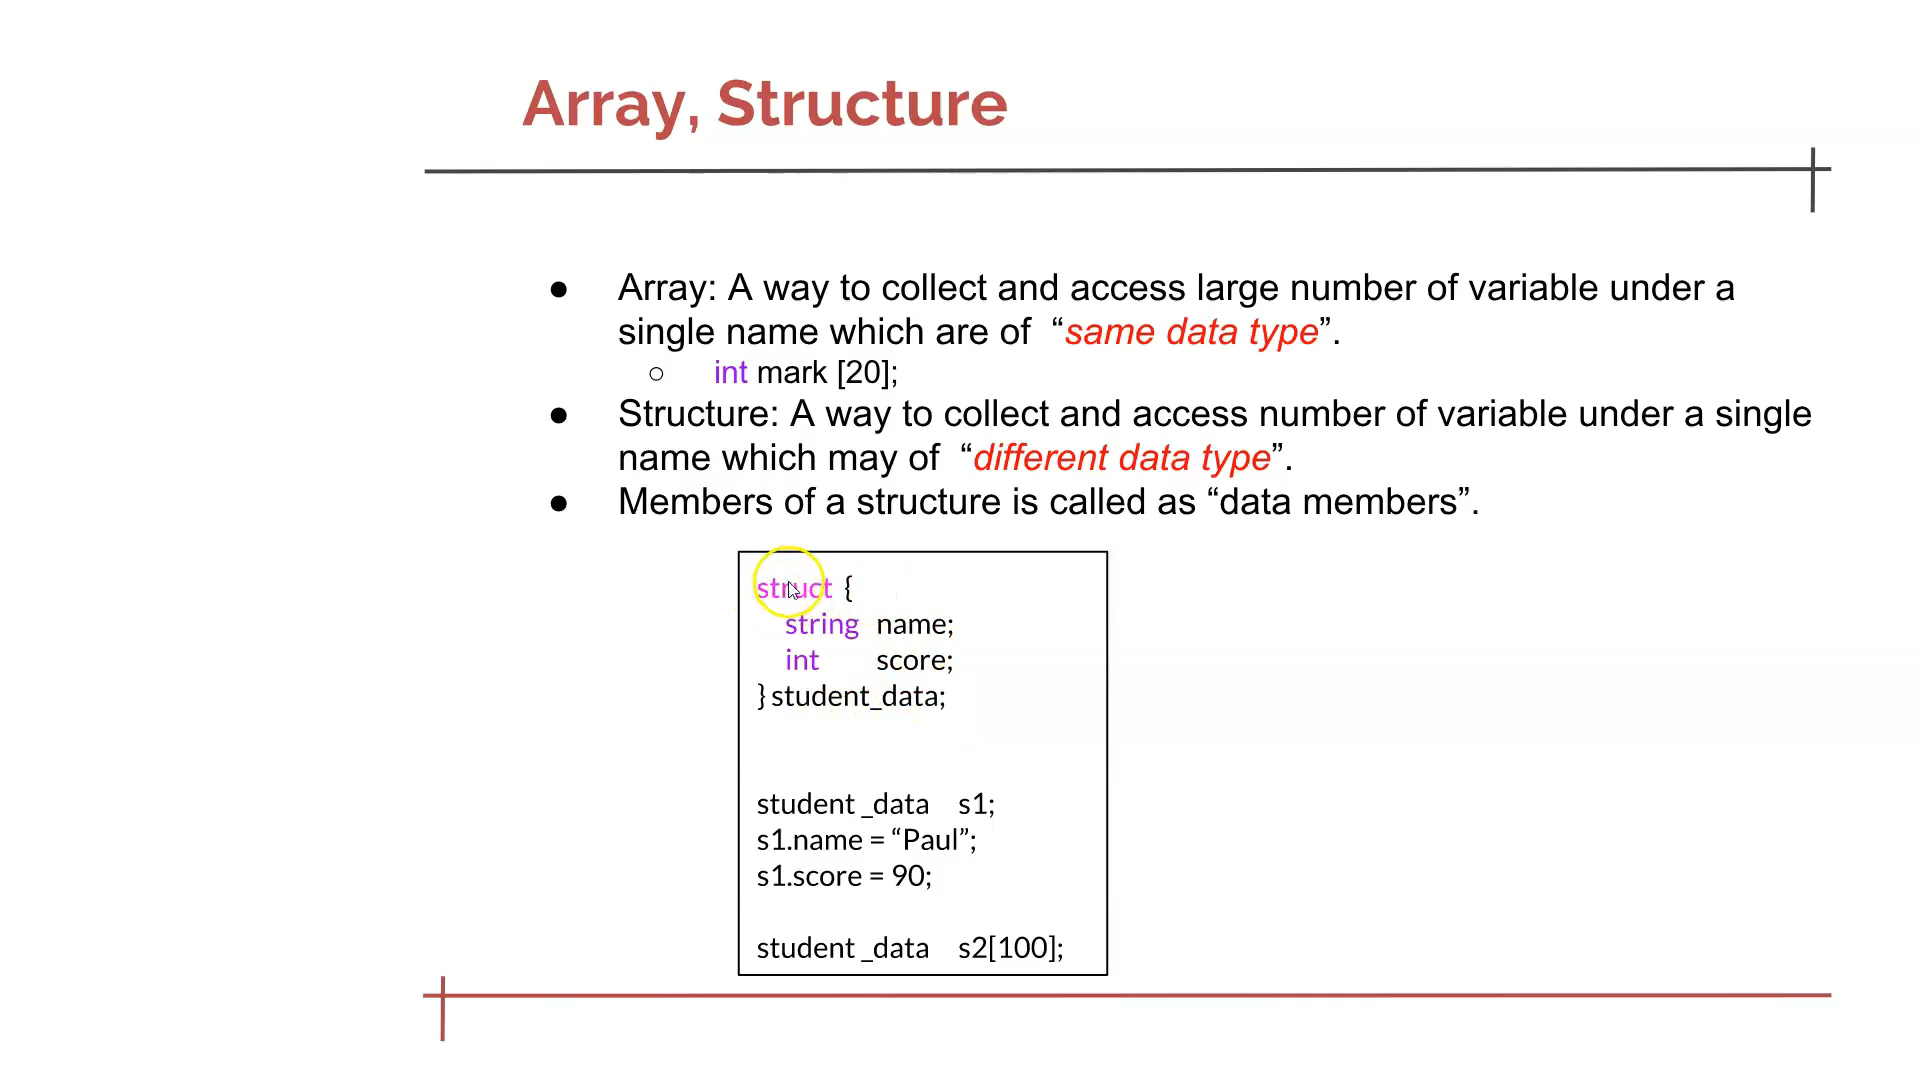 Array, Structure
● Array: A way to collect and access large number of variable under a
single name which are of “same data type”.
○ int mark [20];
● Structure: A way to collect and access number of variable under a single
name which may of “different data type”.
● Members of a structure is called as “data members”.
struct {
string name;
int score;
} student_data;
student _data s1;
s1.name = “Paul”;
s1.score = 90;
student _data s2[100];